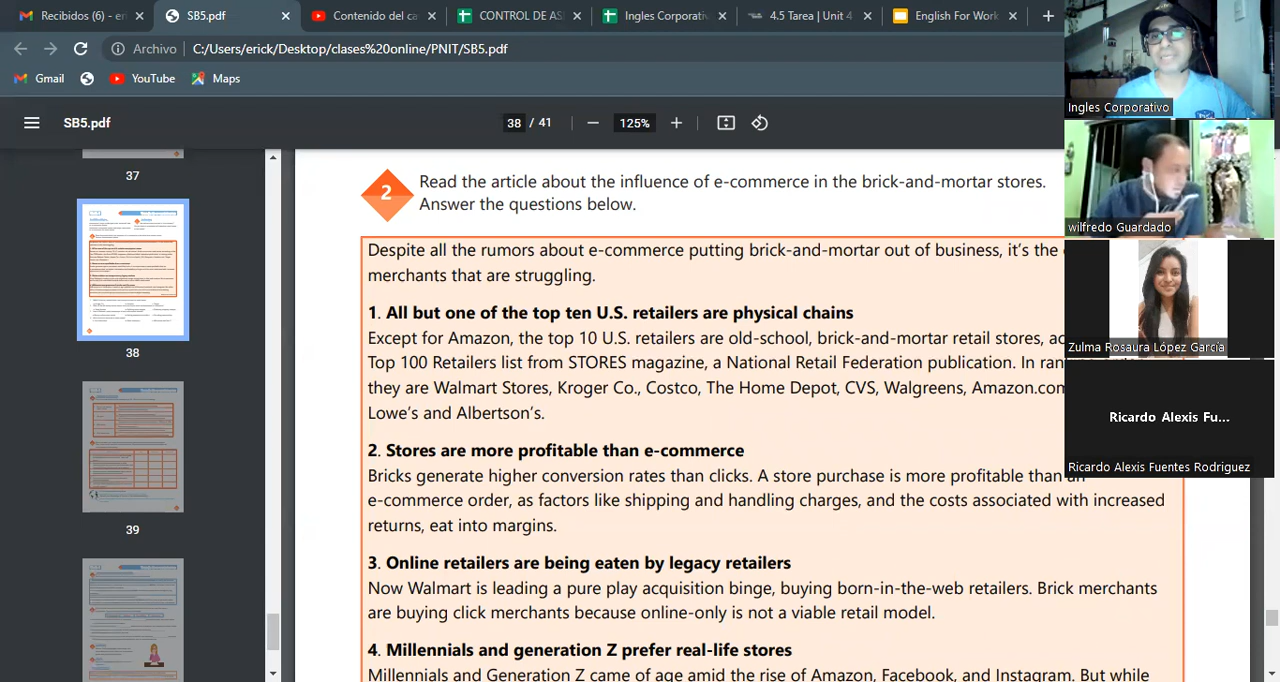 Recibidos (6) - en
SB5.pdf
Contenido del ca
CONTROL DE AS
Ingles Corporativ
4.5 Tarea | Unit 4
English For Work
Archivo
C:/Users/erick/Desktop/clases%20online/PNIT/SB5.pdf
Gmail
YouTube
Maps
SB5.pdf
38 / 41
125%
37
38
39
2
Read the article about the influence of e-commerce in the brick-and-mortar stores.
Answer the questions below.
Despite all the rumors about e-commerce putting brick-and-mortar out of business, it's the
merchants that are struggling.
1. All but one of the top ten U.S. retailers are physical chains
Except for Amazon, the top 10 U.S. retailers are old-school, brick-and-mortar retail stores, ac
Top 100 Retailers list from STORES magazine, a National Retail Federation publication. In ran
they are Walmart Stores, Kroger Co., Costco, The Home Depot, CVS, Walgreens, Amazon.com
Lowe's and Albertson's.
2. Stores are more profitable than e-commerce
Bricks generate higher conversion rates than clicks. A store purchase is more profitable than an
e-commerce order, as factors like shipping and handling charges, and the costs associated with increased
returns, eat into margins.
3. Online retailers are being eaten by legacy retailers
Now Walmart is leading a pure play acquisition binge, buying born-in-the-web retailers. Brick merchants
are buying click merchants because online-only is not a viable retail model.
4. Millennials and generation Z prefer real-life stores
Millennials and Generation Z came of age amid the rise of Amazon, Facebook, and Instagram. But while
Ingles Corporativo
wilfredo Guardado
Zulma Rosaura López García
Ricardo Alexis Fu...
Ricardo Alexis Fuentes Rodriguez